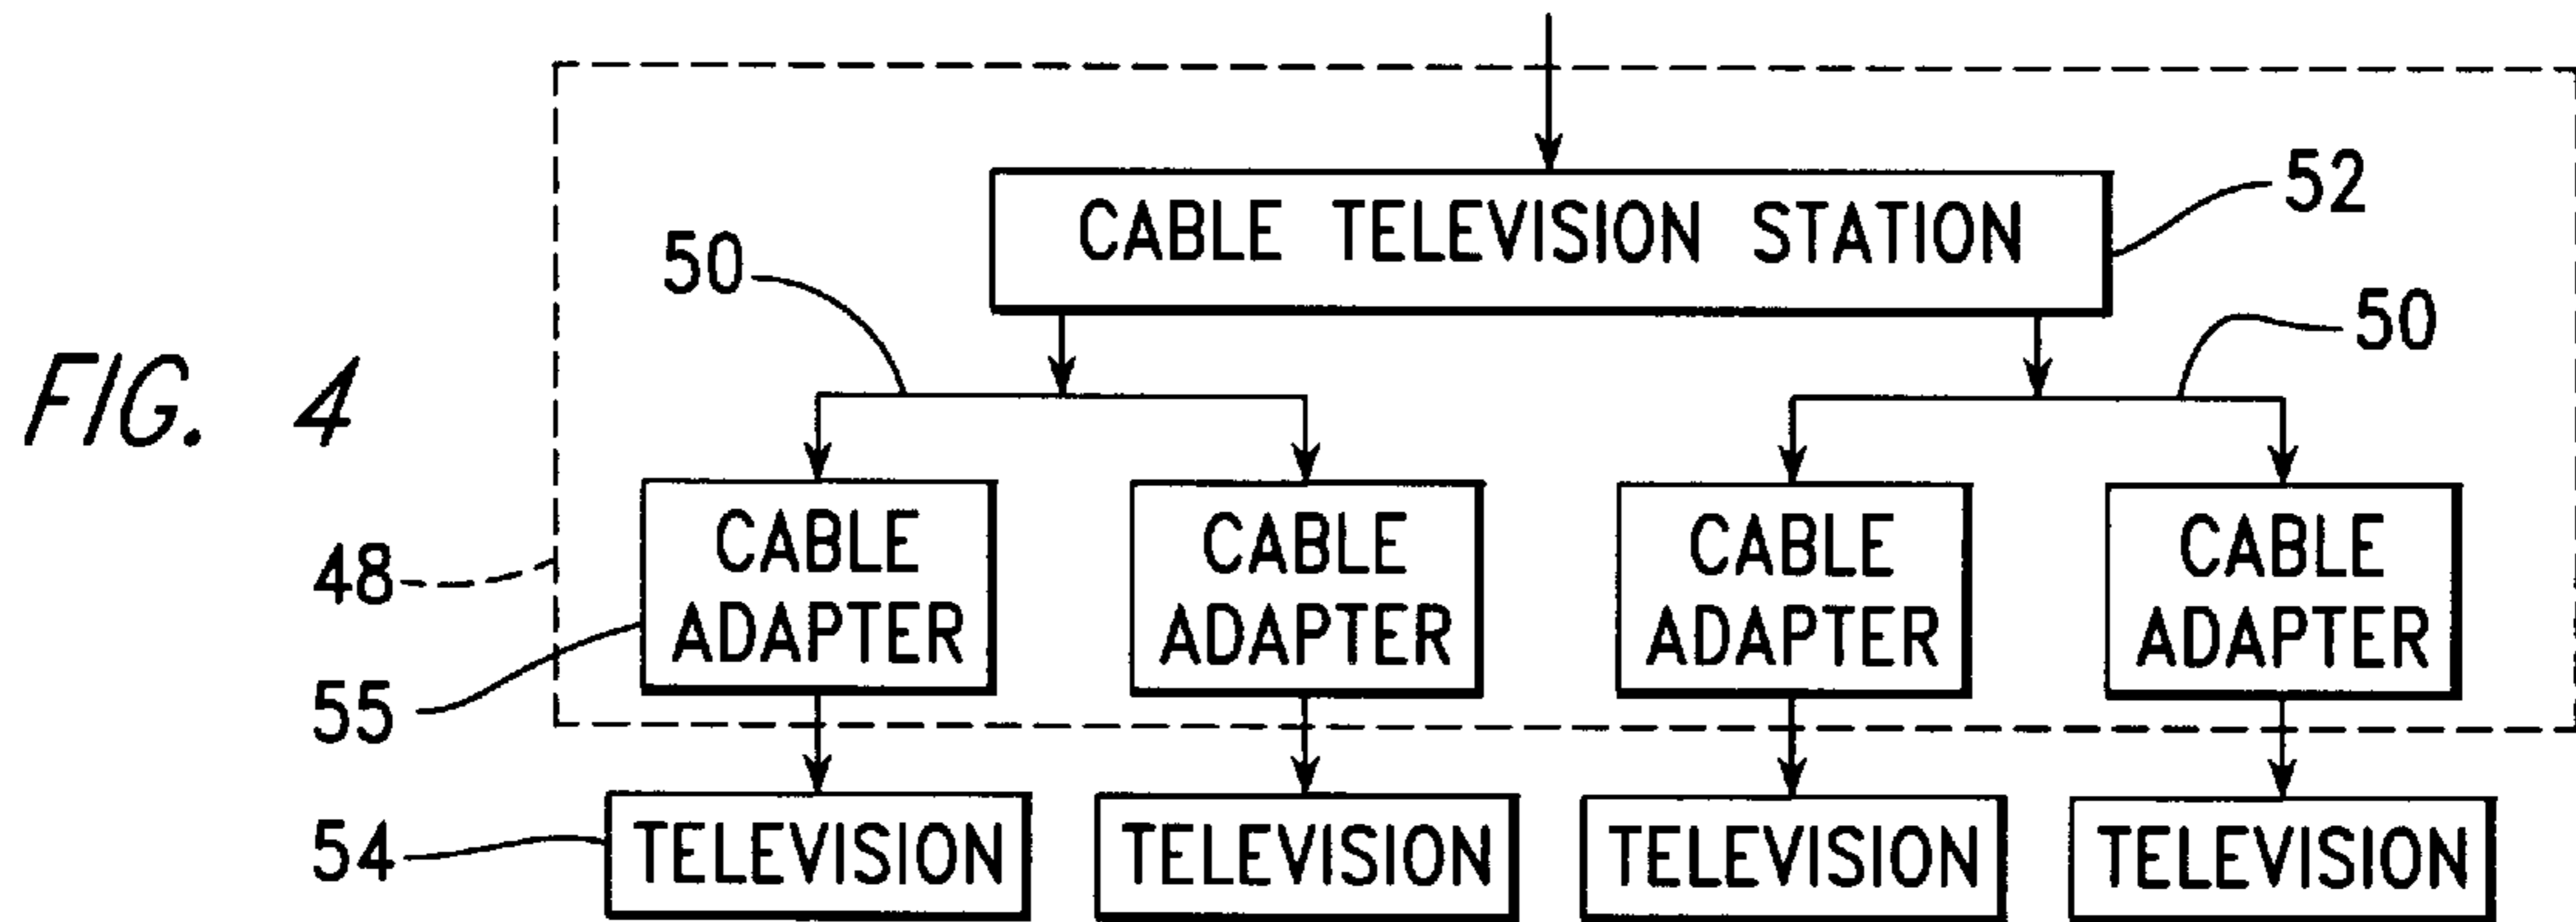 CABLE TELEVISION STATION
52
50
50
FIG. 4
CABLE
ADAPTER
CABLE
ADAPTER
CABLE
ADAPTER
CABLE
ADAPTER
48
55
54
TELEVISION
TELEVISION
TELEVISION
TELEVISION